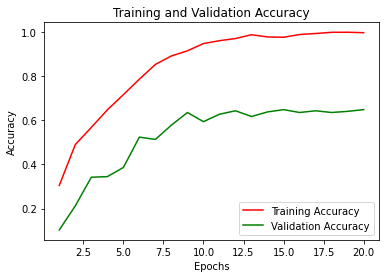 Training and Validation Accuracy
Accuracy
1.0
0.8
0.6
0.4
0.2
Training Accuracy
Validation Accuracy
2.5 5.0 7.5 10.0 12.5 15.0 17.5 20.0
Epochs